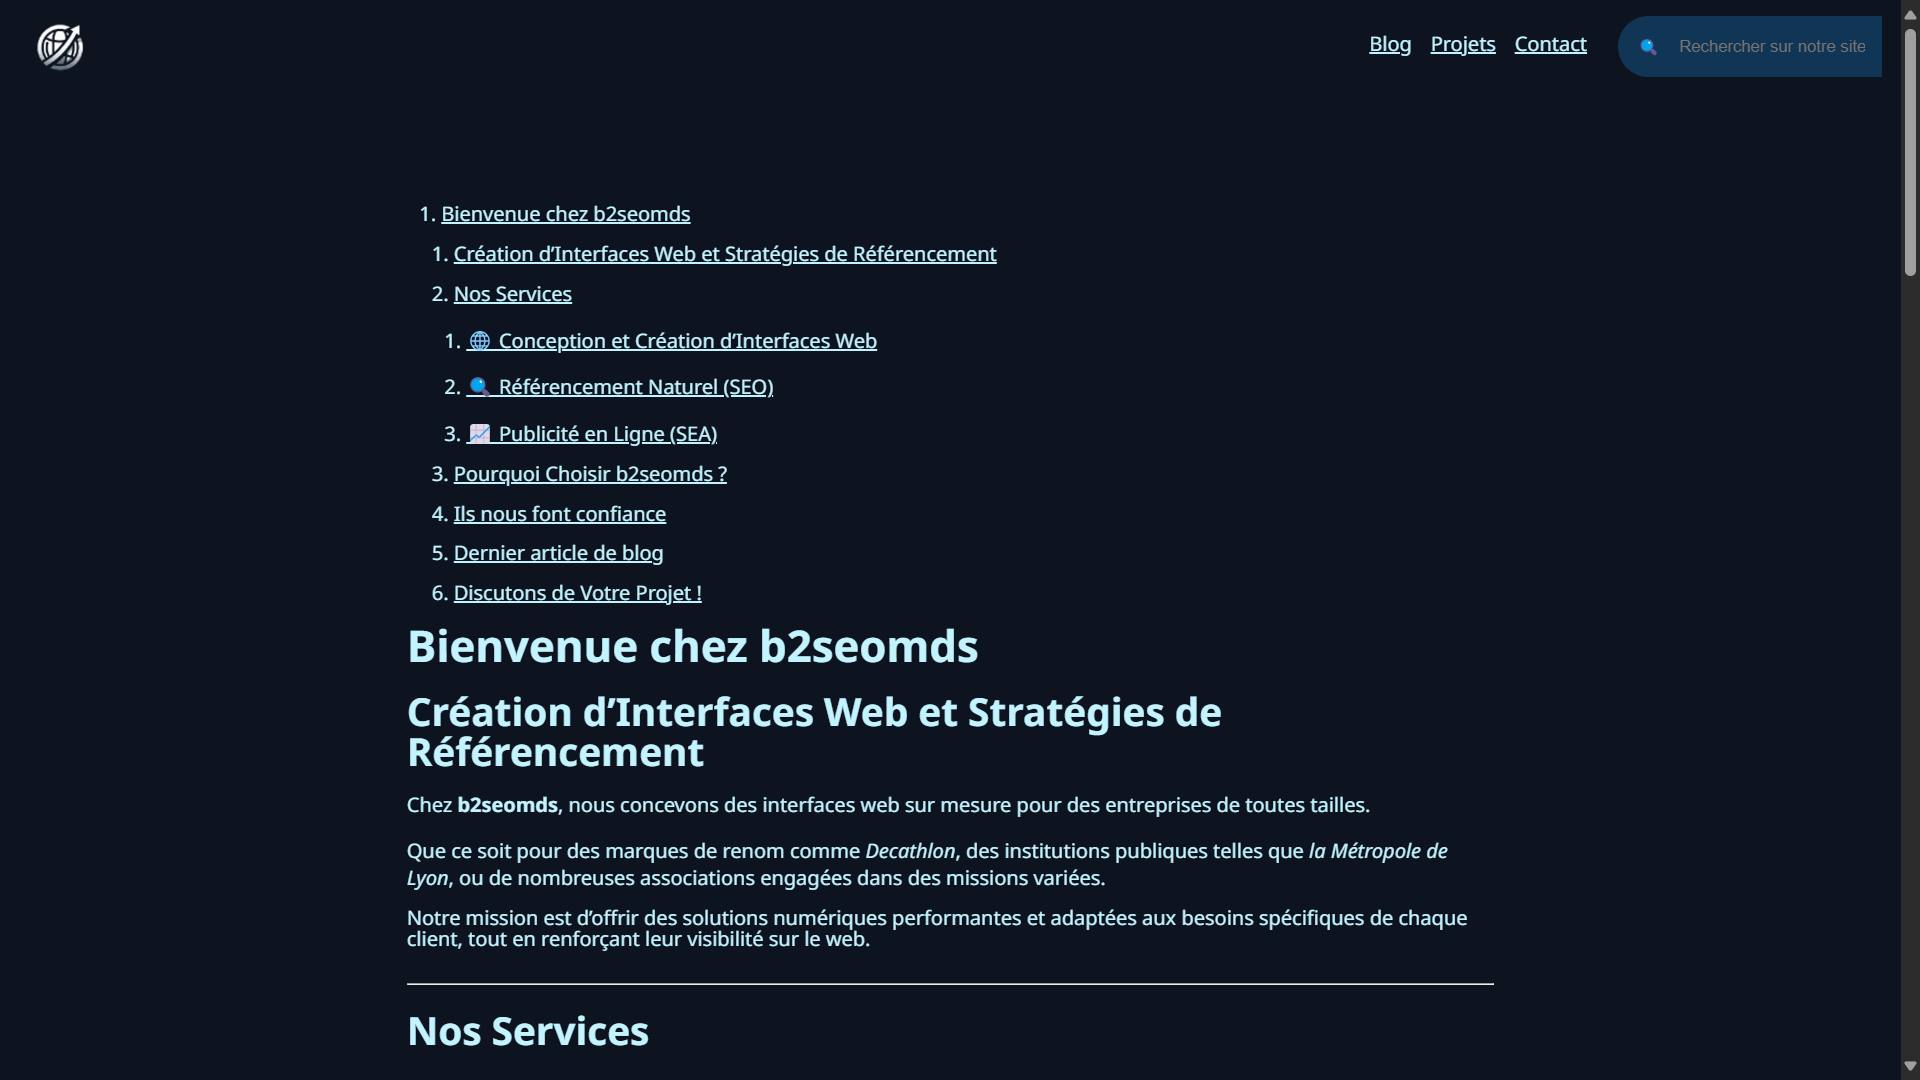 Blog Projets Contact Rechercher sur notre site
1. Bienvenue chez b2seomds
1. Création d’Interfaces Web et Stratégies de Référencement
2. Nos Services
1. 🌐 Conception et Création d’Interfaces Web
2. 🔍 Référencement Naturel (SEO)
3. 📈 Publicité en Ligne (SEA)
3. Pourquoi Choisir b2seomds ?
4. Ils nous font confiance
5. Dernier article de blog
6. Discutons de Votre Projet !
Bienvenue chez b2seomds
Création d’Interfaces Web et Stratégies de
Référencement
Chez b2seomds, nous concevons des interfaces web sur mesure pour des entreprises de toutes tailles.
Que ce soit pour des marques de renom comme Decathlon, des institutions publiques telles que la Métropole de
Lyon, ou de nombreuses associations engagées dans des missions variées.
Notre mission est d’offrir des solutions numériques performantes et adaptées aux besoins spécifiques de chaque
client, tout en renforçant leur visibilité sur le web.
Nos Services